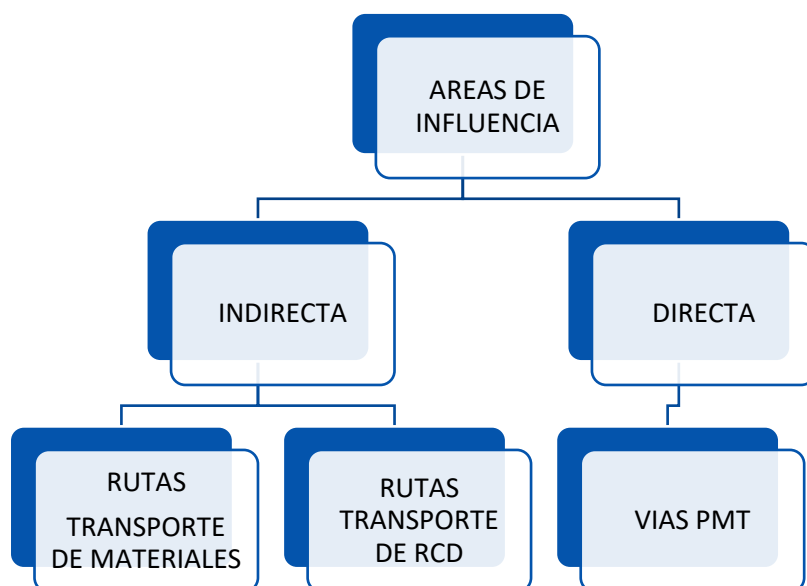 AREAS DE
INFLUENCIA
INDIRECTA
DIRECTA
RUTAS
TRANSPORTE
DE MATERIALES
RUTAS
TRANSPORTE
DE RCD
VIAS PMT